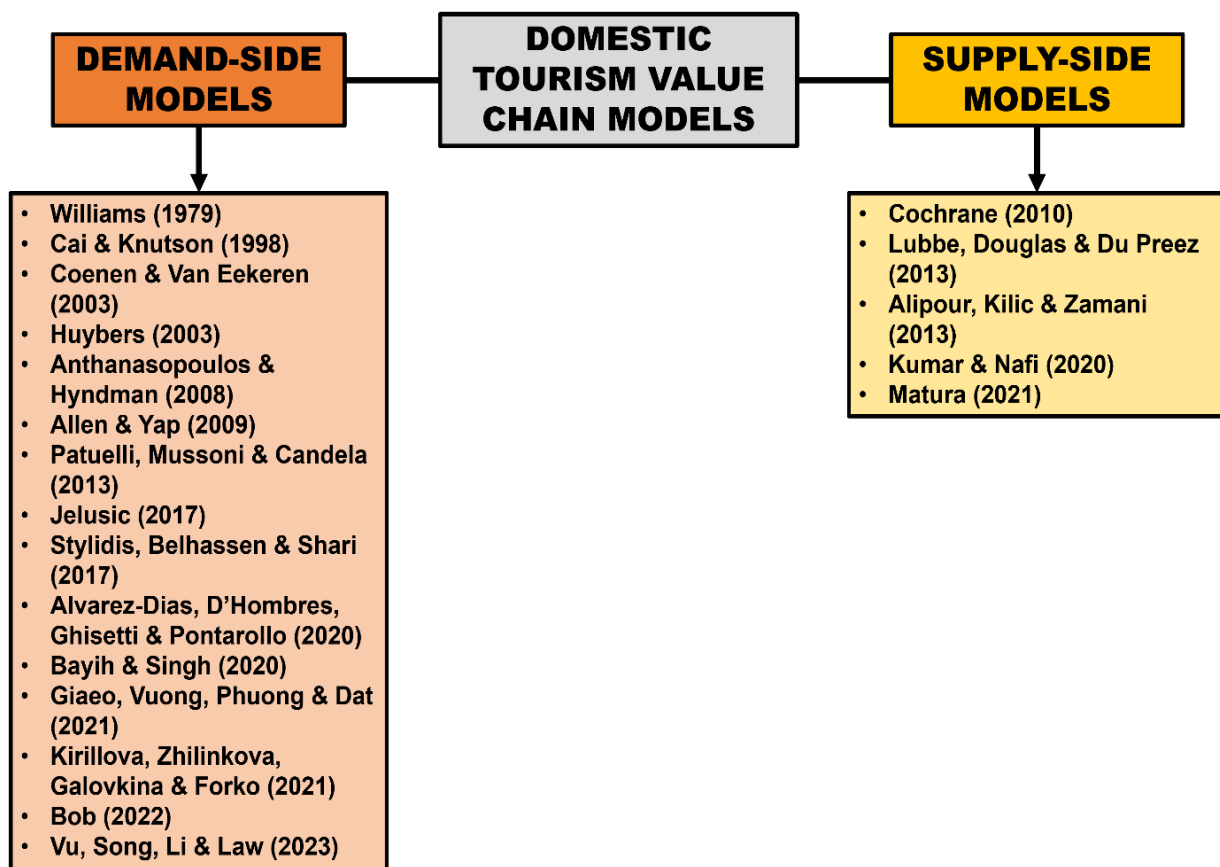 DEMAND-SIDE
MODELS
DOMESTIC
TOURISM VALUE
CHAIN MODELS
SUPPLY-SIDE
MODELS
• Williams (1979)
• Cai & Knutson (1998)
• Coenen & Van Eekeren
(2003)
• Huybers (2003)
• Anthanasopoulos &
Hyndman (2008)
• Allen & Yap (2009)
• Patuelli, Mussoni & Candela
(2013)
• Jelusic (2017)
• Stylidis, Belhassen & Shari
(2017)
• Alvarez-Dias, D’Hombres,
Ghisetti & Pontarollo (2020)
• Bayih & Singh (2020)
• Giaeo, Vuong, Phuong & Dat
(2021)
• Kirillova, Zhilinkova,
Galovkina & Forko (2021)
• Bob (2022)
• Vu, Song, Li & Law (2023)
• Cochrane (2010)
• Lubbe, Douglas & Du Preez
(2013)
• Alipour, Kilic & Zamani
(2013)
• Kumar & Nafi (2020)
• Matura (2021)